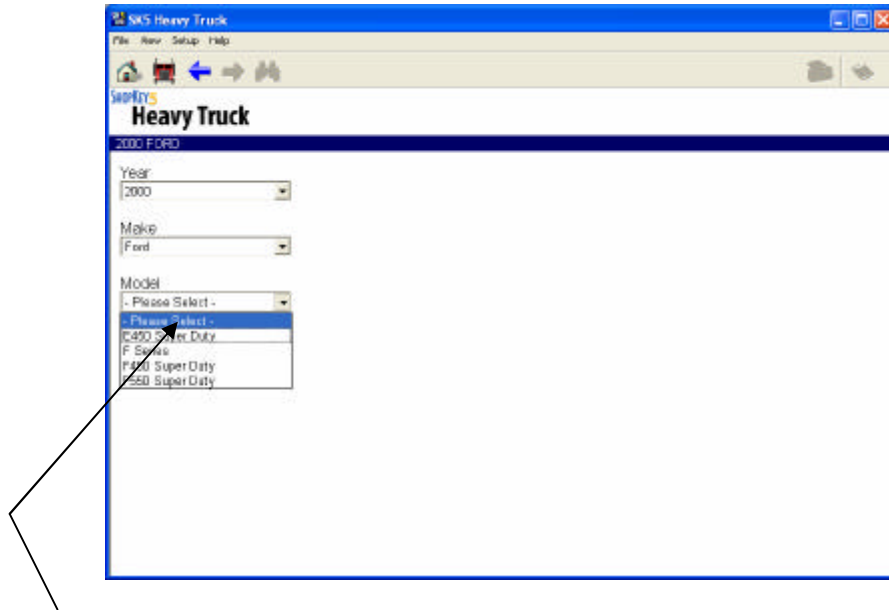 SK5 Heavy Truck
File View Setup Help
SHOPKEY5
Heavy Truck
2000 FORD
Year
2000
Make
Ford
Model
- Please Select -
- Please Select -
E450 Super Duty
F Series
F450 Super Duty
F550 Super Duty